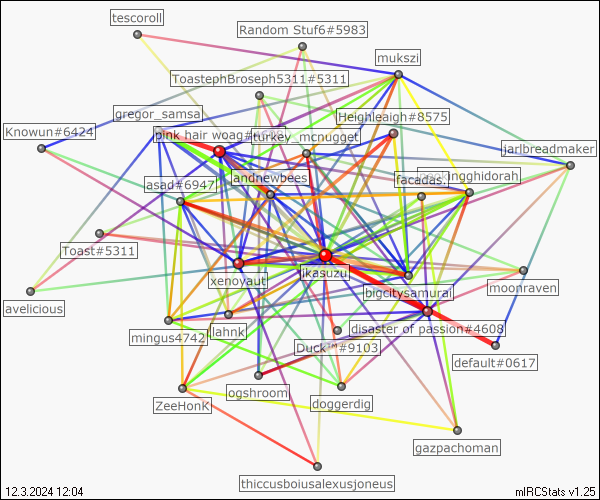 tescoroll
Random Stuf6#5983
mukszi
ToastephBroseph5311#5311
gregor_samsa
Heighleigh#8575
Knowun#6424
pink hair woag#
turkey_mcnugget
jarlbreadmaker
asad#6947
andnewbees
facadas.
ingghidorah
Toast#5311
xenoyaut
ikasuzu
moonraven
bigcitysamurai
avelicious
mingus4742
lahnk
disaster of passion#4608
Duck™#9103
default#0617
ZeeHonK
ogshroom
doggerdig
gazpachoman
thiccusboiusalexusjoneus
12.3.2024 12:04
mIRCStats v1.25